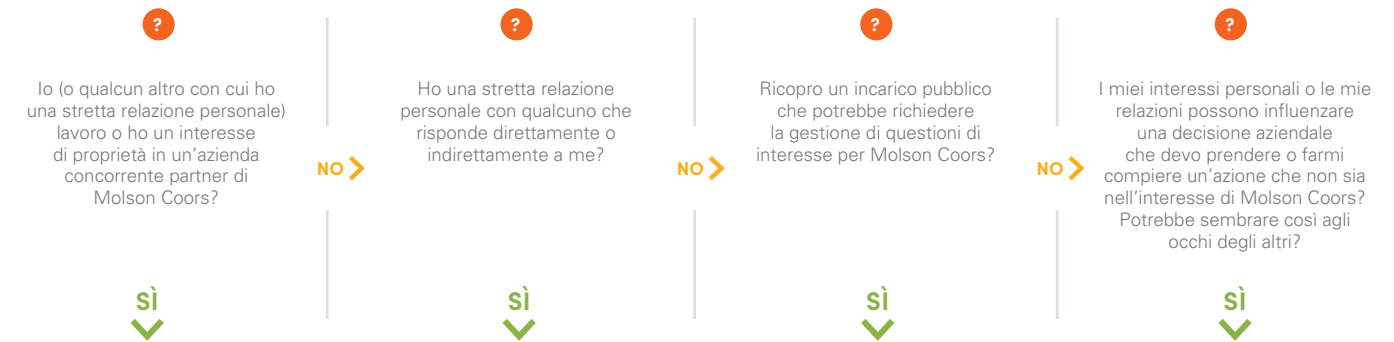 ?
Io (o qualcun altro con cui ho
una stretta relazione personale)
lavoro o ho un interesse
di proprietà in un'azienda
concorrente partner di
Molson Coors?
SÌ
NO
?
Ho una stretta relazione
personale con qualcuno che
risponde direttamente o
indirettamente a me?
SÌ
NO
?
Ricopro un incarico pubblico
che potrebbe richiedere
la gestione di questioni di
interesse per Molson Coors?
SÌ
NO
?
I miei interessi personali o le mie
relazioni possono influenzare
una decisione aziendale
che devo prendere o farmi
compiere un'azione che non sia
nell'interesse di Molson Coors?
Potrebbe sembrare così agli
occhi degli altri?
SÌ